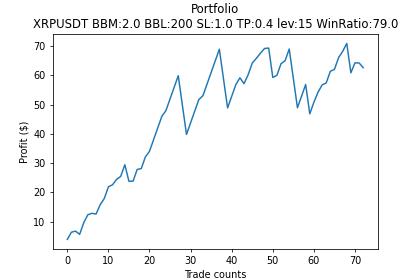 Portfolio
XRPUSDT BBM:2.0 BBL:200 SL:1.0 TP:0.4 lev:15 WinRatio:79.0
70
60
50
40
30
20
10
Profit ($)
0 10 20 30 40 50 60 70
Trade counts